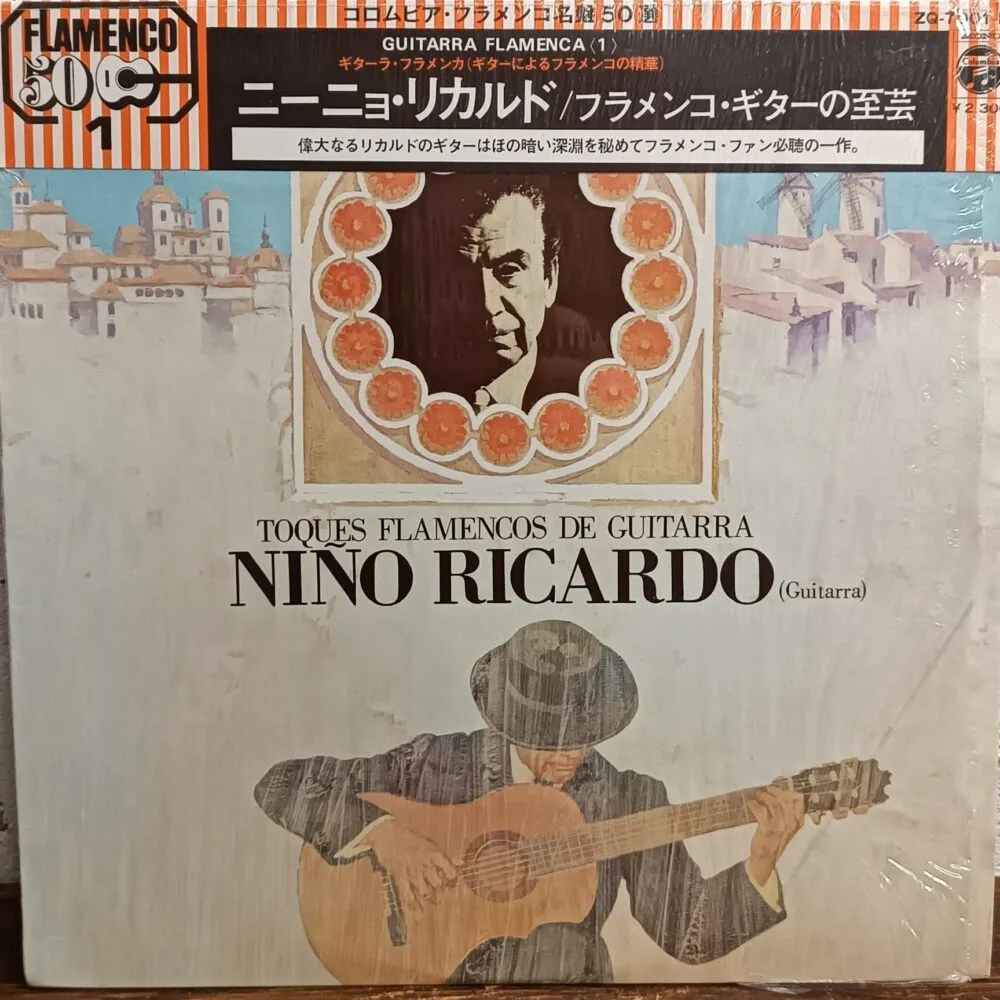 コロムビア・フラメンコ名盤50選
FLAMENCO
50
1
GUITARRA FLAMENCA〈1〉
ギターラ・フラメンカ(ギターによるフラメンコの精華)
ニーニョ・リカルド/フラメンコ・ギターの至芸
偉大なるリカルドのギターはほの暗い深淵を秘めてフラメンコ・ファン必聴の一作。
MONO
Columbia
TOQUES FLAMENCOS DE GUITARRA
NIÑO RICARDO (Guitarra)